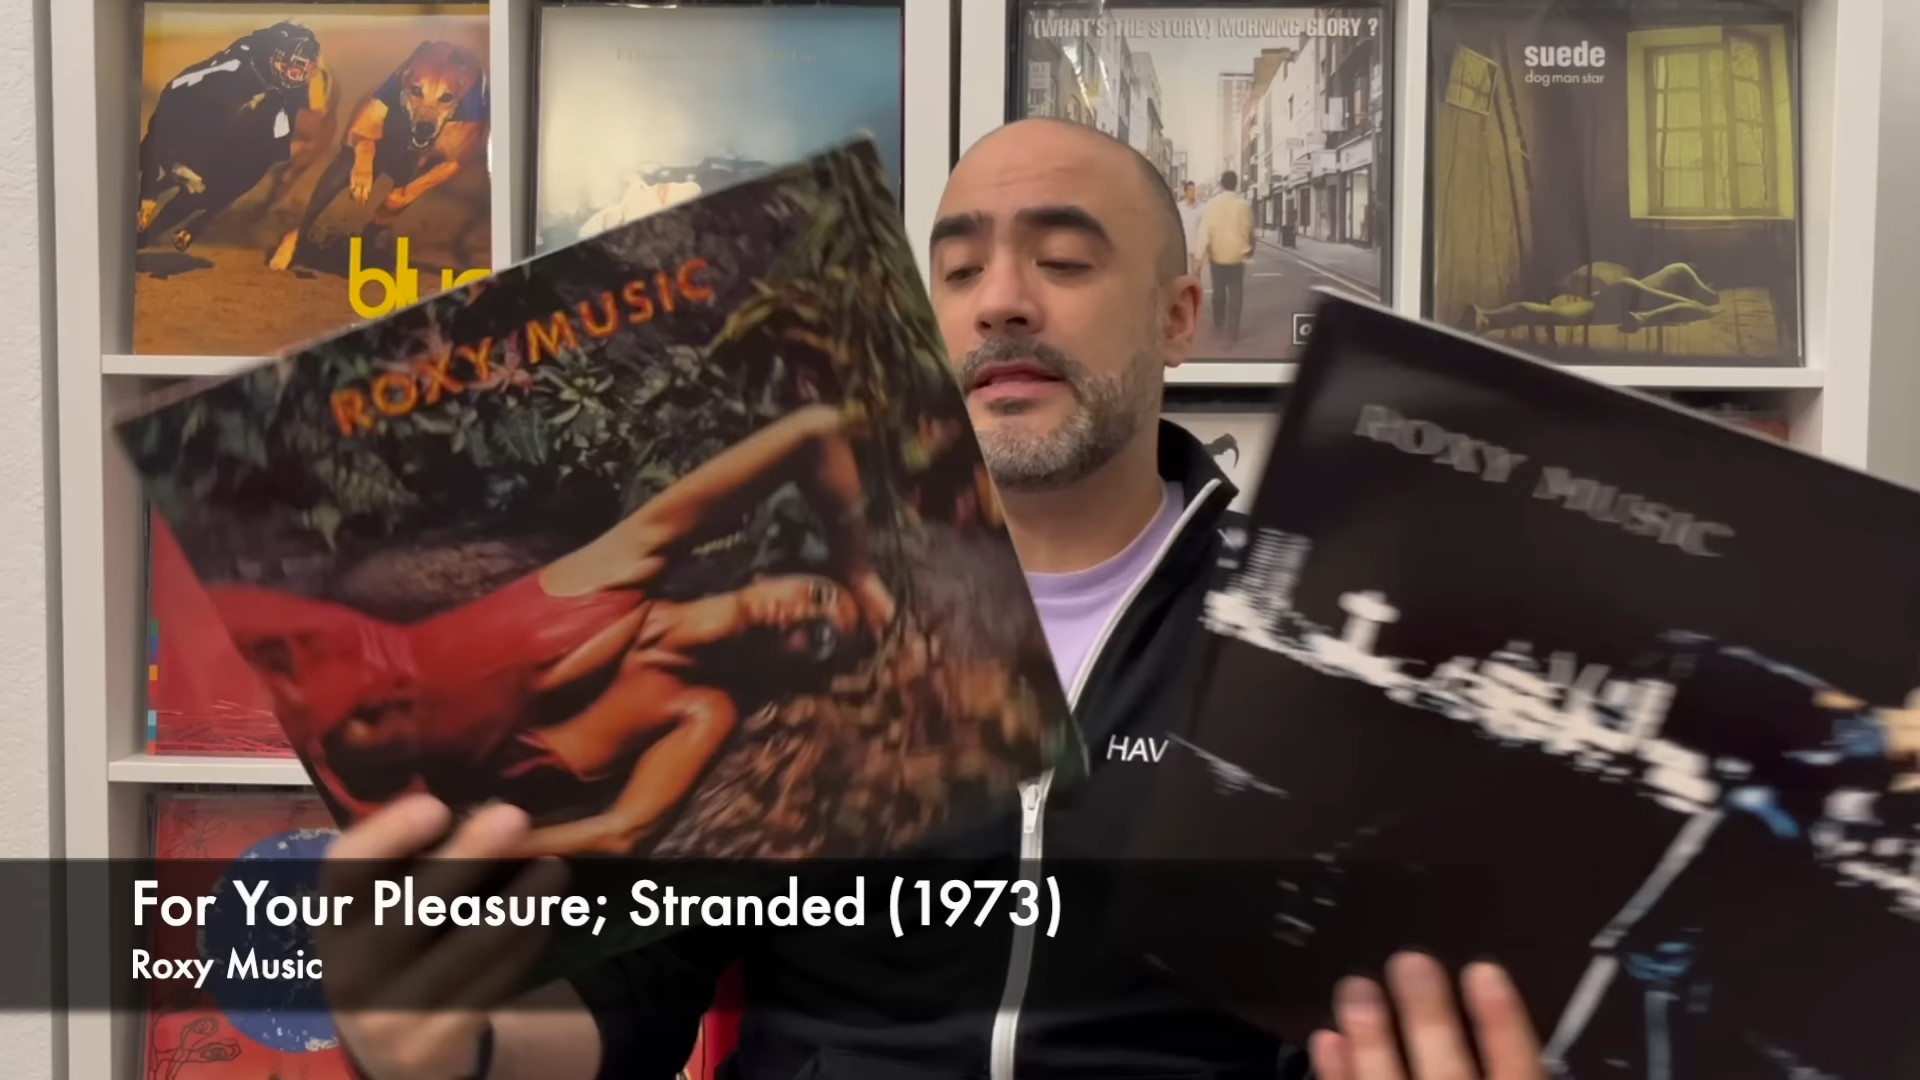 (WHAT'S THE STORY) MORNING GLORY ?
suede
dog man star
blur
ROXY MUSIC
ROXY MUSIC
HAV
For Your Pleasure; Stranded (1973)
Roxy Music